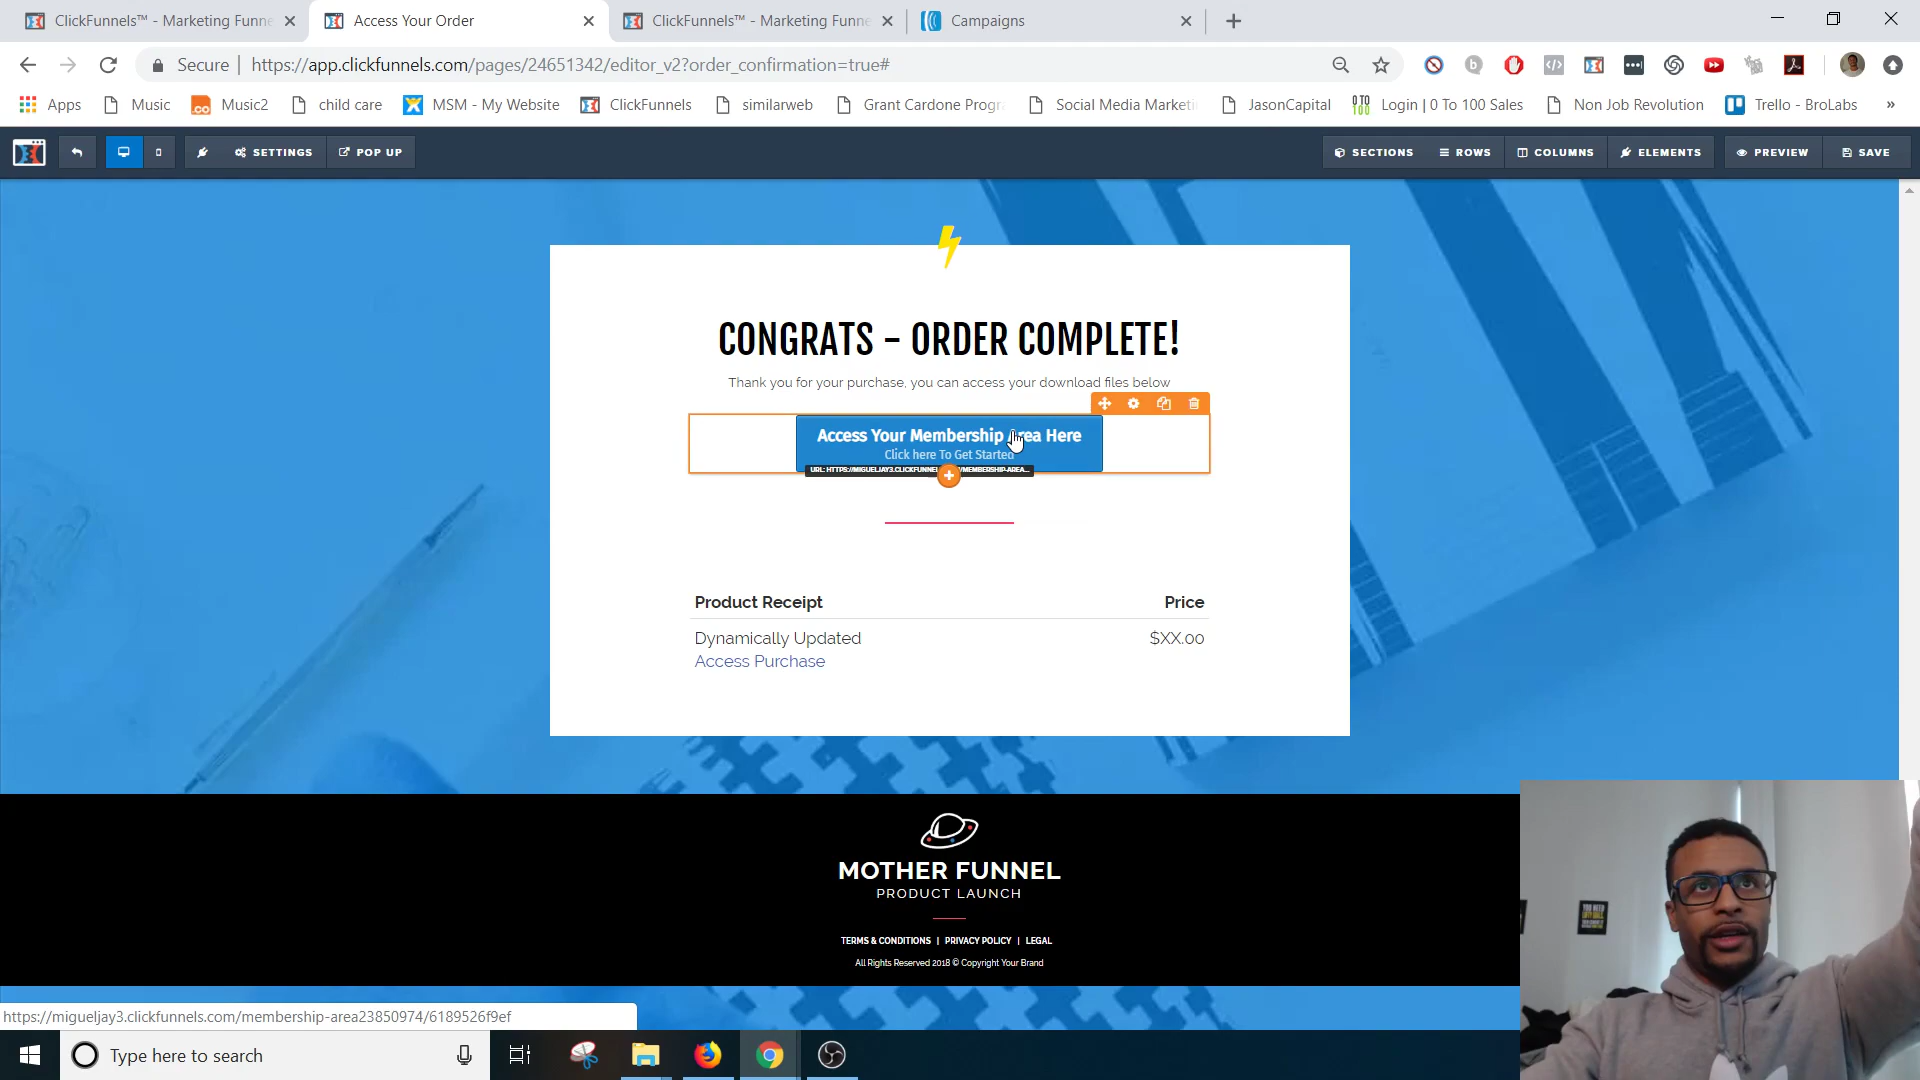 ClickFunnels™ - Marketing Funne
Access Your Order
ClickFunnels™ - Marketing Funne
Campaigns
Secure
https://app.clickfunnels.com/pages/24651342/editor_v2?order_confirmation=true#
Apps
Music
Music2
child care
MSM - My Website
ClickFunnels
similarweb
Grant Cardone Progra
Social Media Marketi
JasonCapital
Login | 0 To 100 Sales
Non Job Revolution
Trello - BroLabs
»
SETTINGS
POP UP
SECTIONS
ROWS
COLUMNS
ELEMENTS
PREVIEW
SAVE
CONGRATS - ORDER COMPLETE!
Thank you for your purchase, you can access your download files below
Access Your Membership Area Here
Click here To Get Started
Product Receipt
Price
Dynamically Updated
$XX.00
Access Purchase
MOTHER FUNNEL
PRODUCT LAUNCH
TERMS & CONDITIONS | PRIVACY POLICY | LEGAL
All Rights Reserved 2018 © Copyright Your Brand
https://migueljay3.clickfunnels.com/membership-area23850974/6189526f9ef
Type here to search